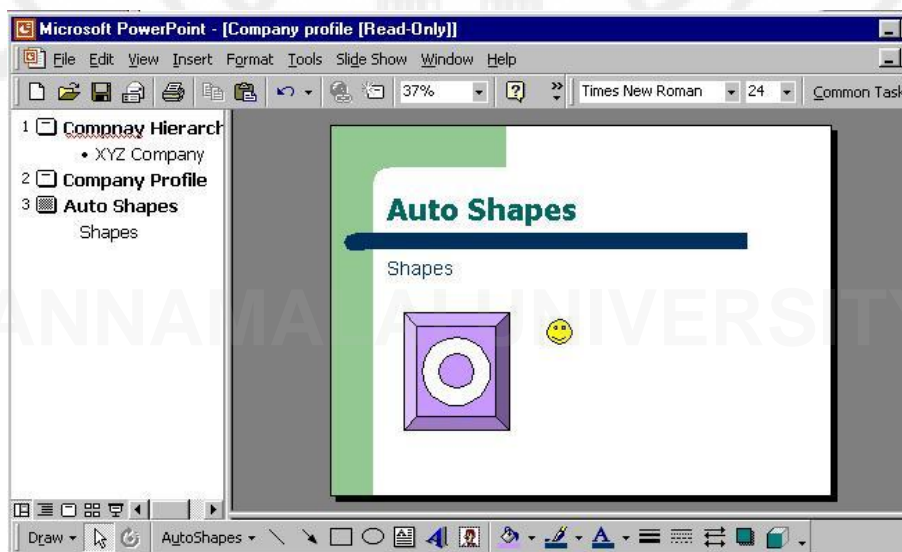 Microsoft PowerPoint - [Company profile [Read-Only]]
File Edit View Insert Format Tools Slide Show Window Help
37% Times New Roman 24 Common Task
1 Compnay Hierarch
• XYZ Company
2 Company Profile
3 Auto Shapes
Shapes
Auto Shapes
Shapes
ANNAMALAI UNIVERSITY
Draw AutoShapes